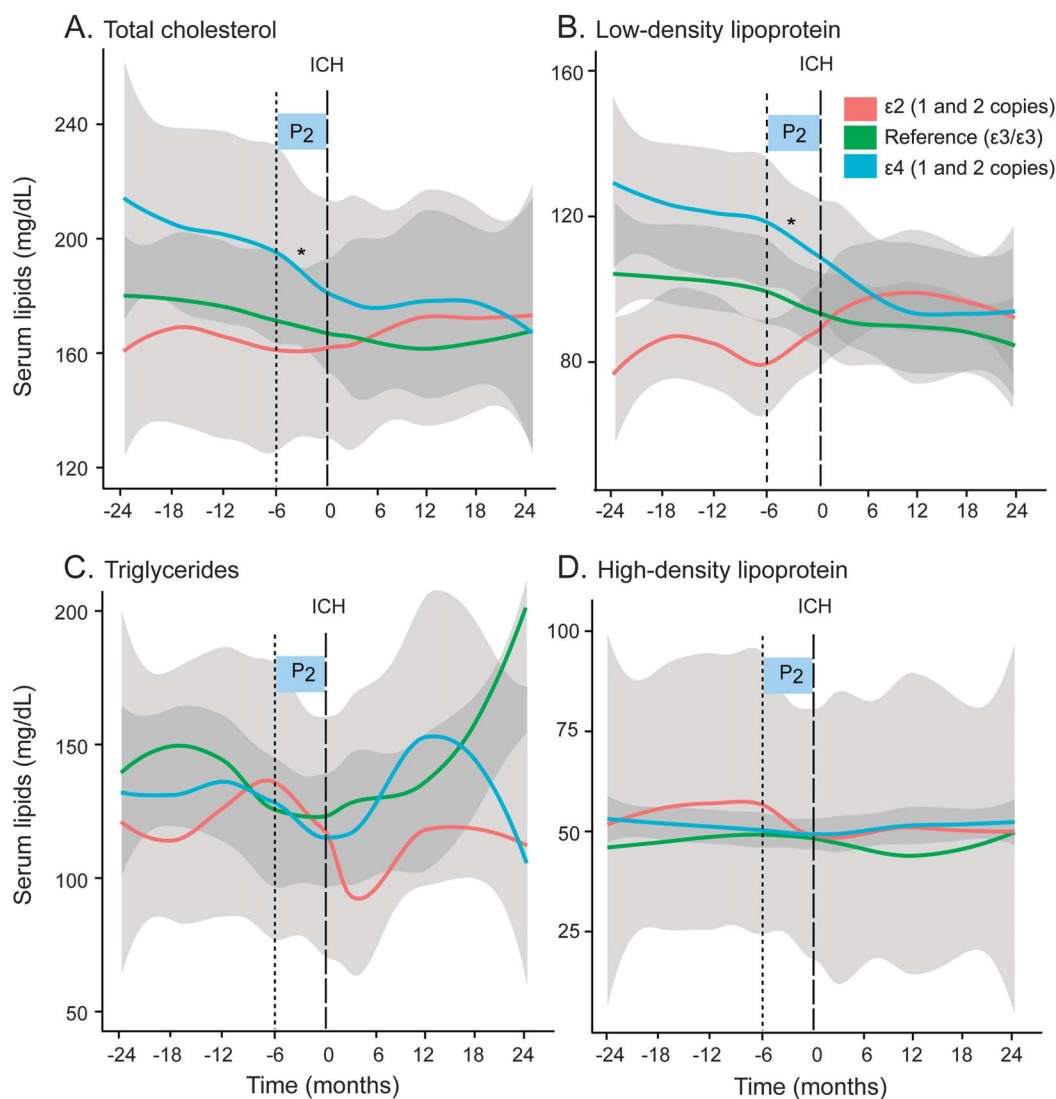 A. Total cholesterol
ICH
P2
*
240
200
160
120
Serum lipids (mg/dL)
-24 -18 -12 -6 0 6 12 18 24
B. Low-density lipoprotein
ICH
P2
*
160
120
80
ε2 (1 and 2 copies)
Reference (ε3/ε3)
ε4 (1 and 2 copies)
-24 -18 -12 -6 0 6 12 18 24
C. Triglycerides
ICH
P2
200
150
100
50
Serum lipids (mg/dL)
-24 -18 -12 -6 0 6 12 18 24
Time (months)
D. High-density lipoprotein
ICH
P2
100
75
50
25
-24 -18 -12 -6 0 6 12 18 24
Time (months)